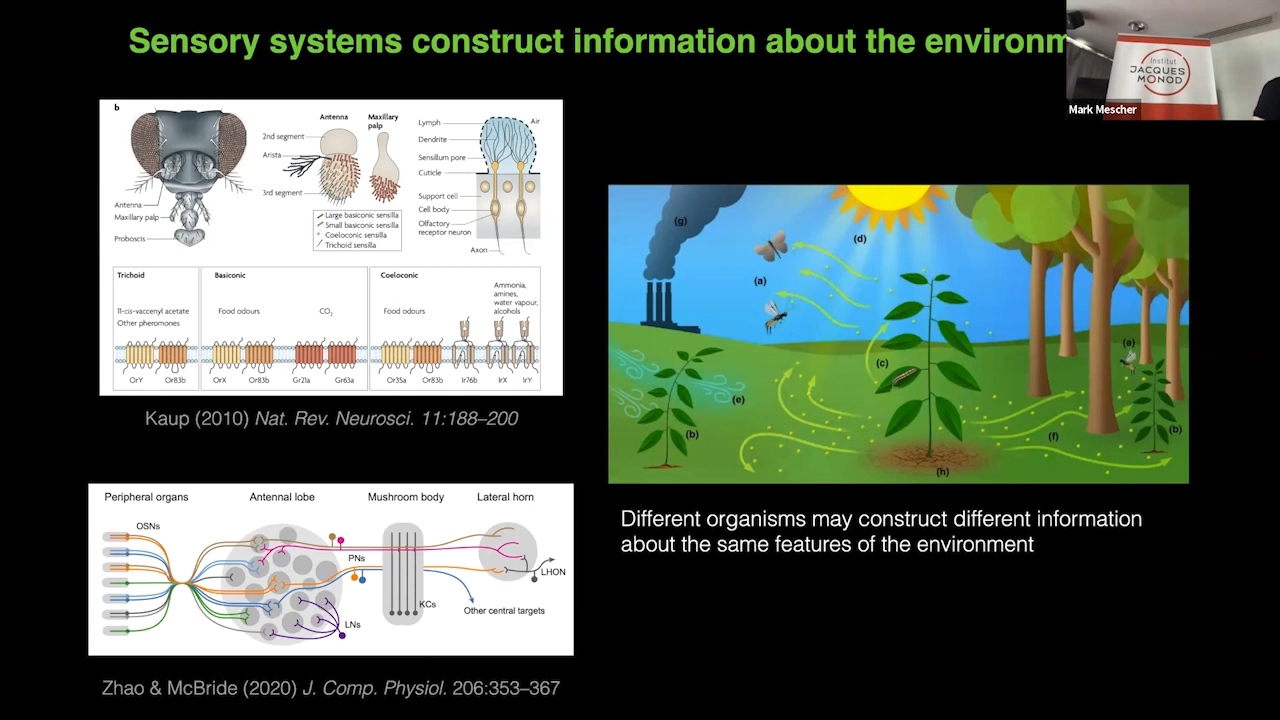 Sensory systems construct information about the environm
Institut
JACQUES
MONOD
Mark Mescher
b
Antenna
Maxillary palp
Proboscis
Antenna
Maxillary
palp
2nd segment
Arista
3rd segment
Large basiconic sensilla
Small basiconic sensilla
Coeloconic sensilla
Trichoid sensilla
Lymph
Air
Dendrite
Sensillum pore
Cuticle
Support cell
Cell body
Olfactory
receptor neuron
Axon
Trichoid
11-cis-vaccenyl acetate
Other pheromones
OrY
Or83b
Basiconic
Food odours
CO2
OrX
Or83b
Gr21a
Gr63a
Coeloconic
Food odours
Ammonia,
amines,
water vapour,
alcohols
Or35a
Or83b
Ir76b
IrX
IrY
Kaup (2010) Nat. Rev. Neurosci. 11:188–200
(g)
(d)
(a)
(c)
(a)
(e)
(b)
(f)
(b)
(h)
Different organisms may construct different information
about the same features of the environment
Peripheral organs
Antennal lobe
Mushroom body
Lateral horn
OSNs
PNs
LHON
KCs
Other central targets
LNs
Zhao & McBride (2020) J. Comp. Physiol. 206:353–367